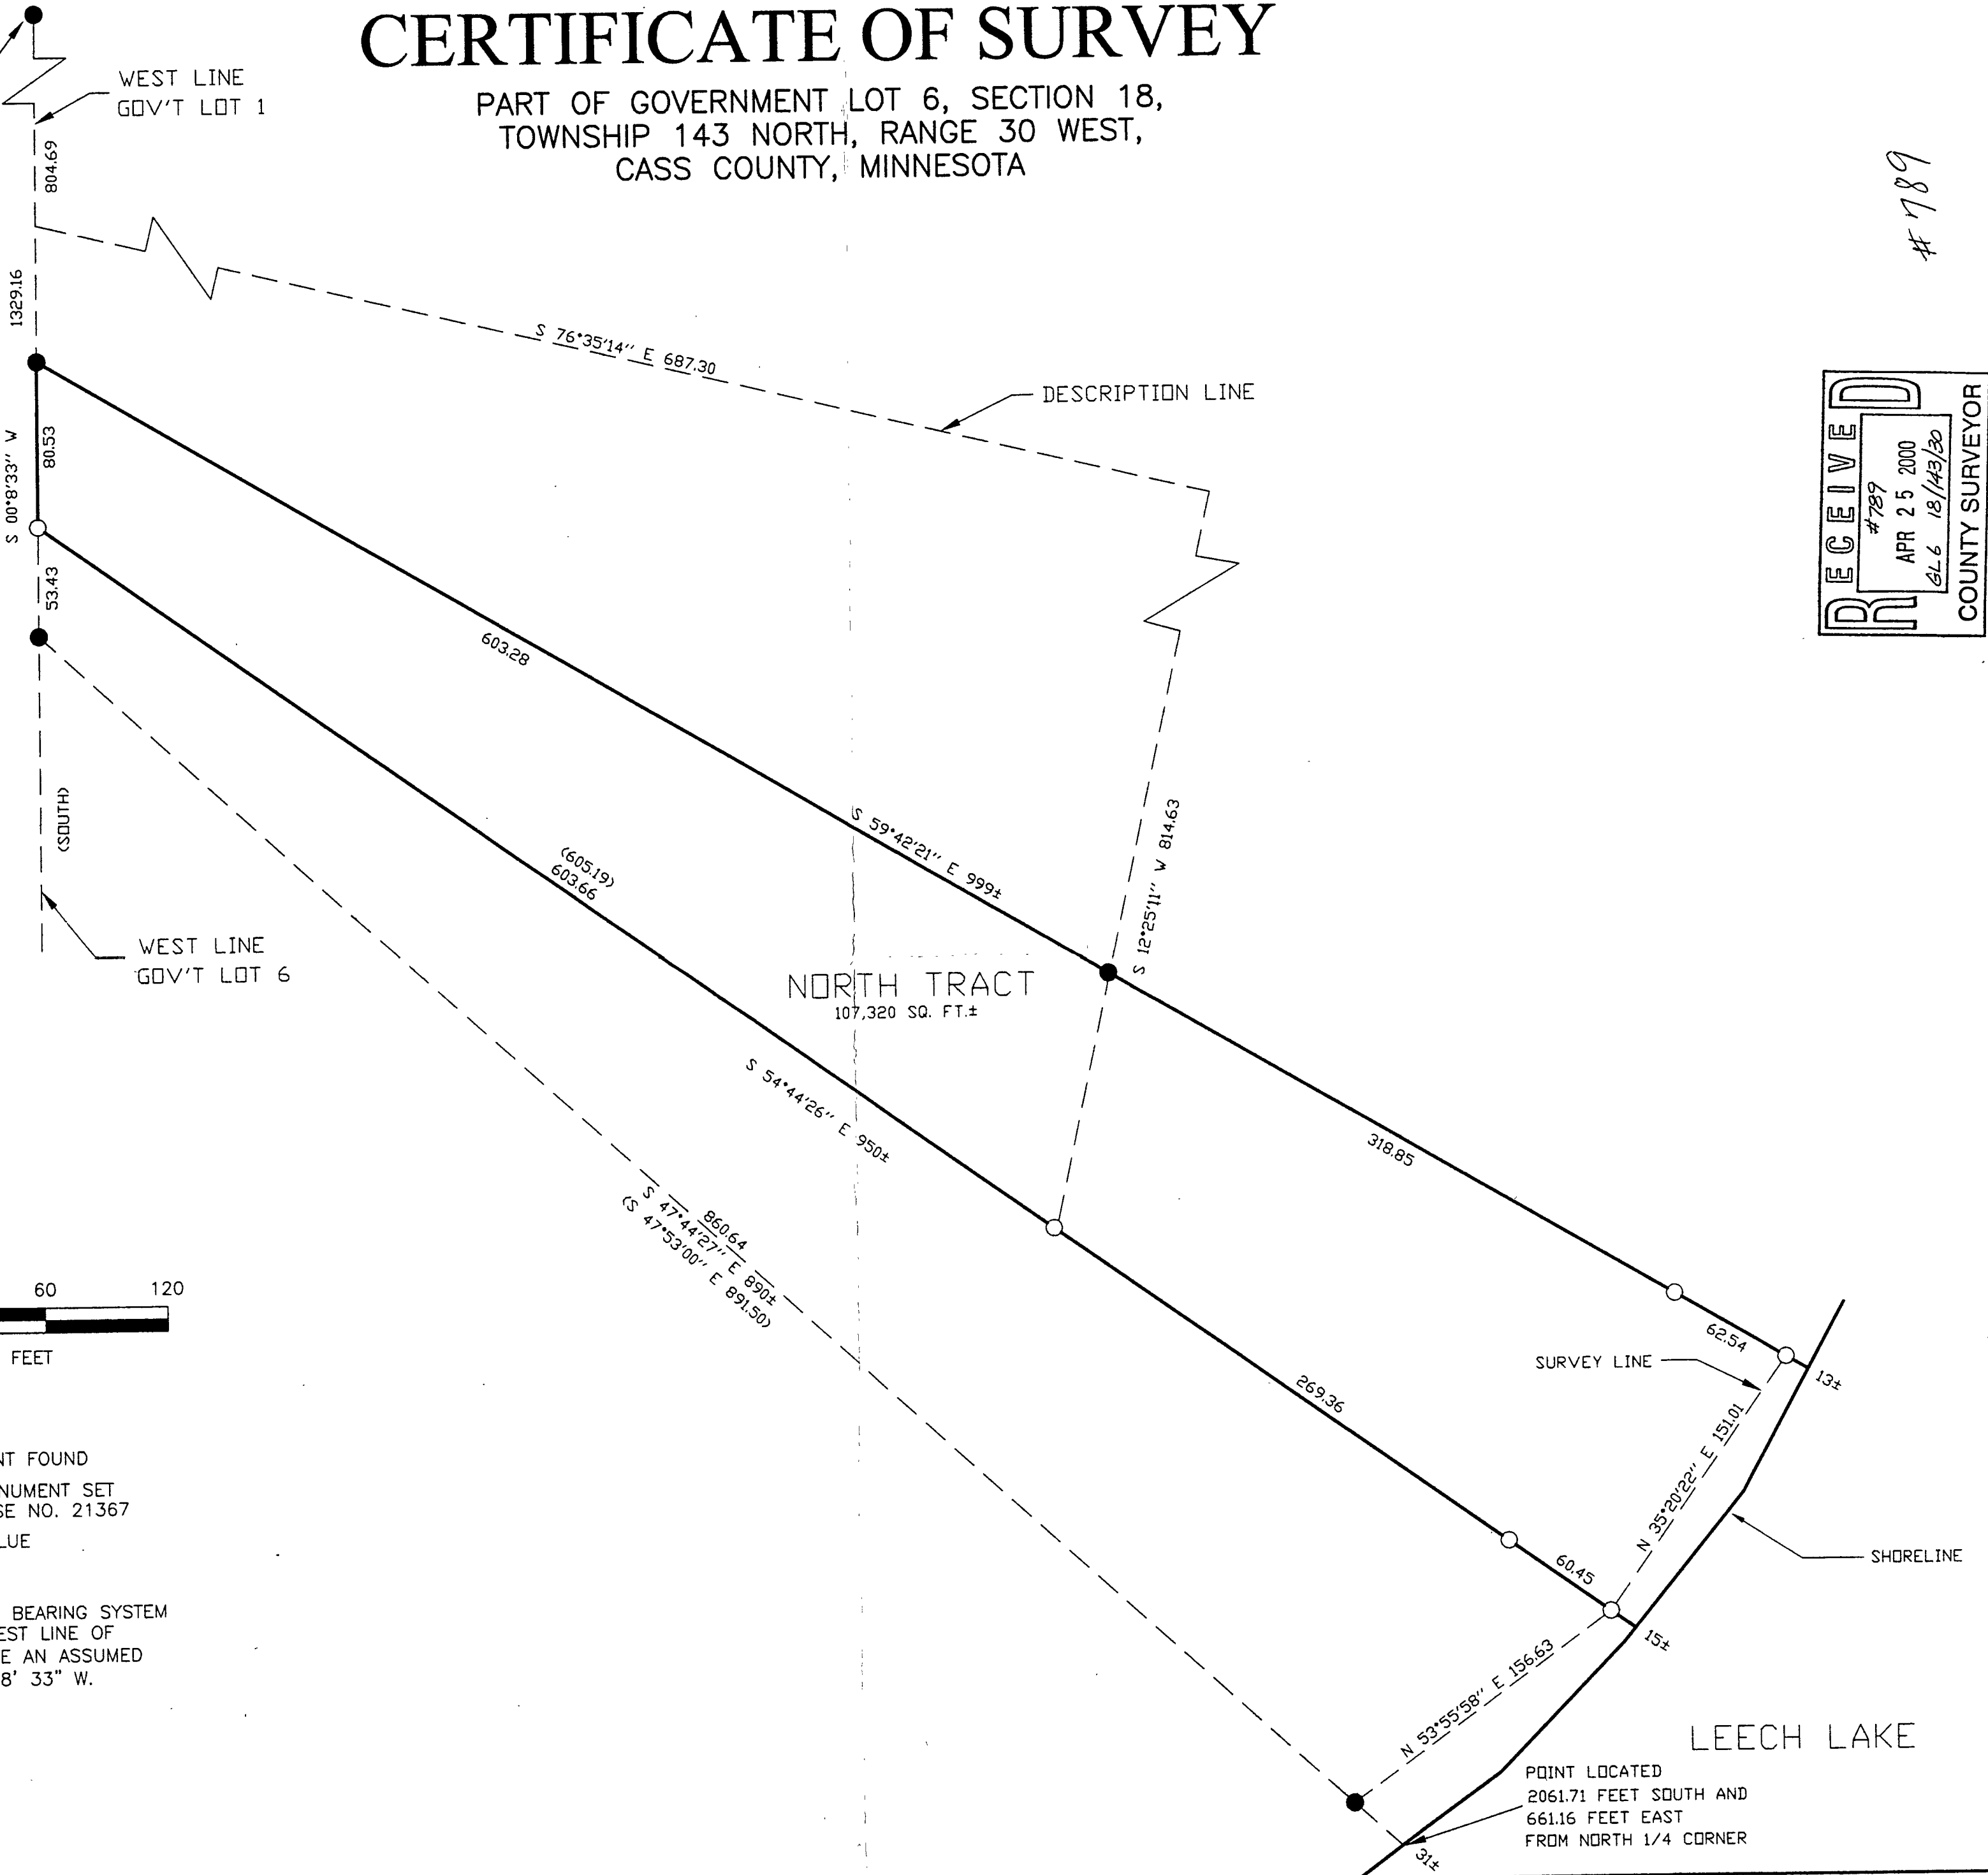 CERTIFICATE OF SURVEY
PART OF GOVERNMENT LOT 6, SECTION 18,
TOWNSHIP 143 NORTH, RANGE 30 WEST,
CASS COUNTY, MINNESOTA
WEST LINE
GOV'T LOT 1
804.69
1329.16
S 76°35'14" E 687.30
DESCRIPTION LINE
# 789
RECEIVED
#789
APR 25 2000
GL6 18/143/30
COUNTY SURVEYOR
S 00°8'33" W
80.53
53.43
(SOUTH)
WEST LINE
GOV'T LOT 6
603.28
S 59°42'21" E 999±
S 12°25'11" W 814.63
(605.19)
603.66
NORTH TRACT
107,320 SQ. FT.±
S 54°44'26" E 950±
860.64
S 47°44'27" E 890±
(S 47°53'00" E 891.50)
318.85
62.54
13±
SURVEY LINE
269.36
N 35°20'22" E 151.01
60.45
15±
SHORELINE
N 53°55'58" E 156.63
31±
LEECH LAKE
POINT LOCATED
2061.71 FEET SOUTH AND
661.16 FEET EAST
FROM NORTH 1/4 CORNER
60 120
FEET
NT FOUND
NUMENT SET
SE NO. 21367
LUE
BEARING SYSTEM
EST LINE OF
E AN ASSUMED
8' 33" W.